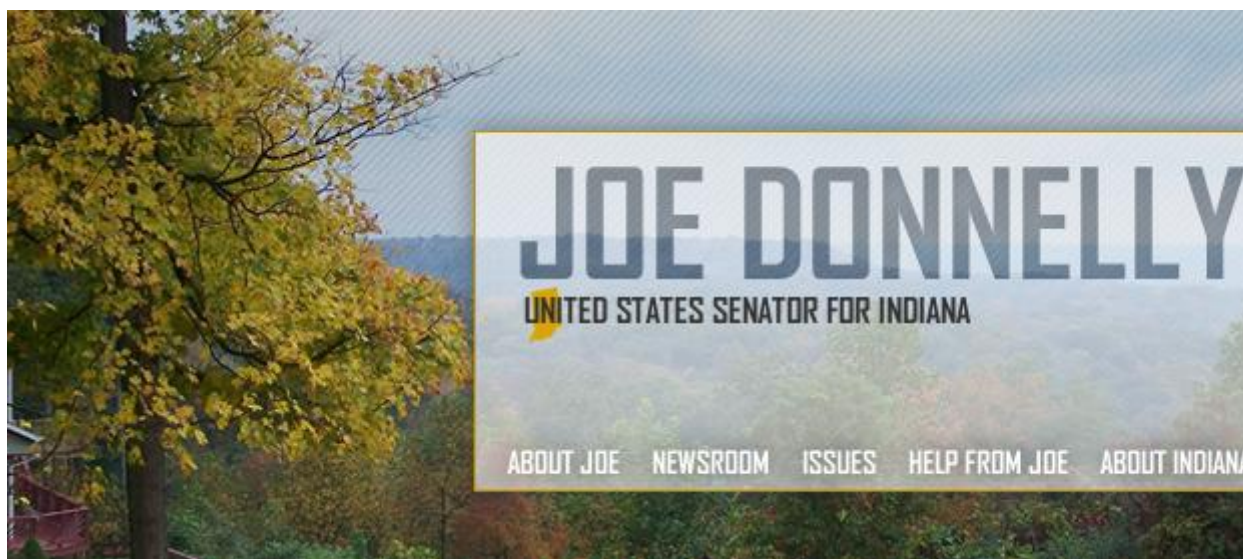 JOE DONNELLY
UNITED STATES SENATOR FOR INDIANA
ABOUT JOE NEWSROOM ISSUES HELP FROM JOE ABOUT INDIANA